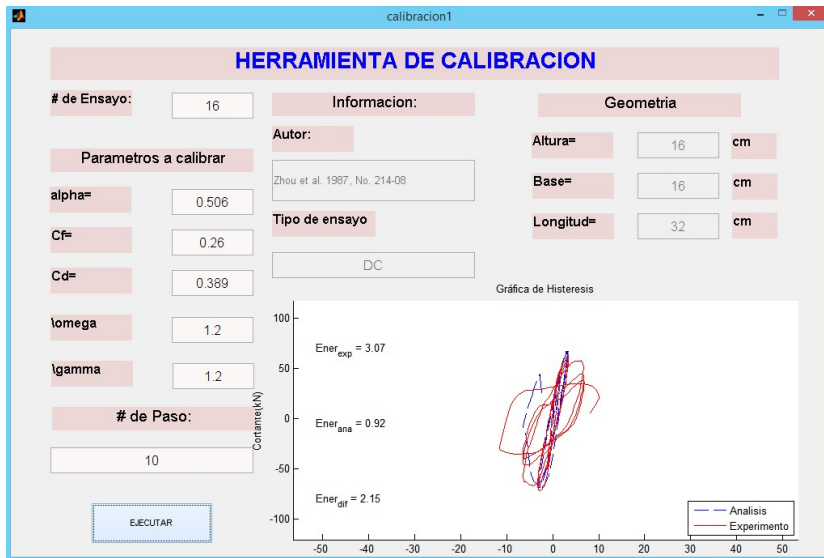 calibracion1
HERRAMIENTA DE CALIBRACION
# de Ensayo:
16
Parametros a calibrar
alpha=
0.506
Cf=
0.26
Cd=
0.389
\omega
1.2
\gamma
1.2
# de Paso:
10
EJECUTAR
Informacion:
Autor:
Zhou et al. 1987, No. 214-08
Tipo de ensayo
DC
Geometria
Altura=
16
cm
Base=
16
cm
Longitud=
32
cm
Gráfica de Histeresis
Cortante(kN)
100
50
0
-50
-100
Ener_exp = 3.07
Ener_ana = 0.92
Ener_dif = 2.15
-50 -40 -30 -20 -10 0 10 20 30 40 50
Analisis
Experimento